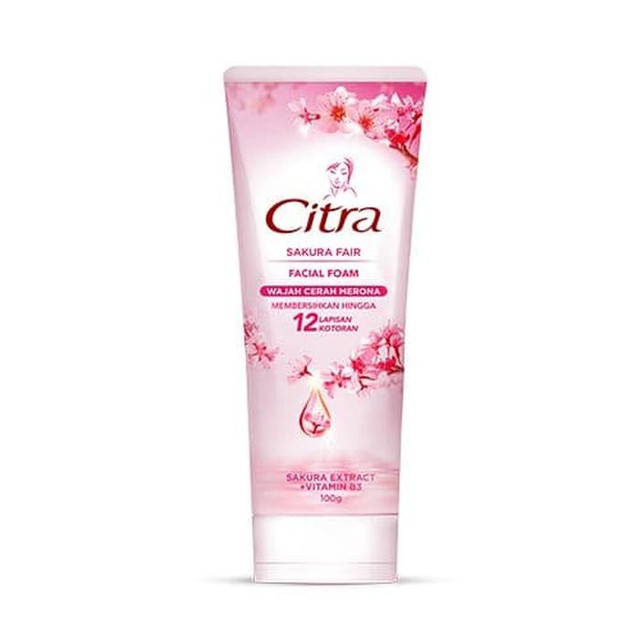 Citra
SAKURA FAIR
FACIAL FOAM
WAJAH CERAH MERONA
MEMBERSIHKAN HINGGA
12 LAPISAN
KOTORAN
SAKURA EXTRACT
+VITAMIN B3
100g